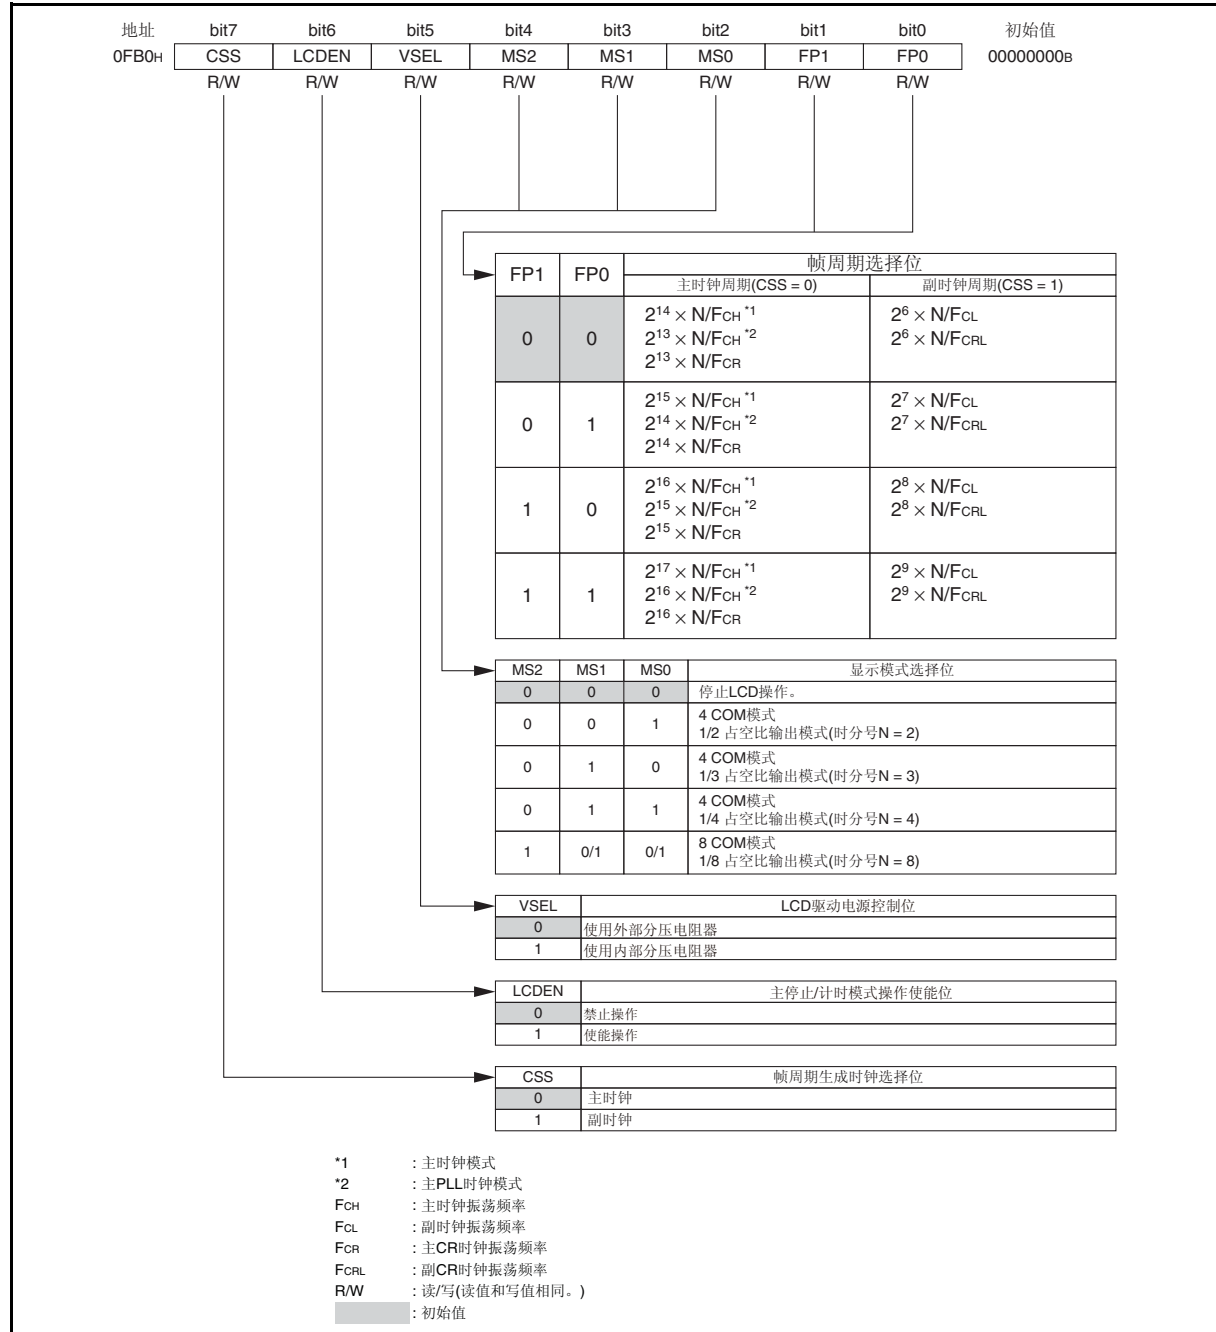 地址 bit7 bit6 bit5 bit4 bit3 bit2 bit1 bit0 初始值
0FB0H CSS LCDEN VSEL MS2 MS1 MS0 FP1 FP0 00000000B
R/W R/W R/W R/W R/W R/W R/W R/W
FP1 FP0 帧周期选择位
主时钟周期(CSS = 0) 副时钟周期(CSS = 1)
0 0
2¹⁴ × N/FCH *1 2⁶ × N/FCL
2¹³ × N/FCH *2 2⁶ × N/FCRL
2¹³ × N/FCR
0 1
2¹⁵ × N/FCH *1 2⁷ × N/FCL
2¹⁴ × N/FCH *2 2⁷ × N/FCRL
2¹⁴ × N/FCR
1 0
2¹⁶ × N/FCH *1 2⁸ × N/FCL
2¹⁵ × N/FCH *2 2⁸ × N/FCRL
2¹⁵ × N/FCR
1 1
2¹⁷ × N/FCH *1 2⁹ × N/FCL
2¹⁶ × N/FCH *2 2⁹ × N/FCRL
2¹⁶ × N/FCR
MS2 MS1 MS0 显示模式选择位
0 0 0 停止LCD操作。
0 0 1 4 COM模式
1/2 占空比输出模式(时分号N = 2)
0 1 0 4 COM模式
1/3 占空比输出模式(时分号N = 3)
0 1 1 4 COM模式
1/4 占空比输出模式(时分号N = 4)
1 0/1 0/1 8 COM模式
1/8 占空比输出模式(时分号N = 8)
VSEL LCD驱动电源控制位
0 使用外部分压电阻器
1 使用内部分压电阻器
LCDEN 主停止/计时模式操作使能位
0 禁止操作
1 使能操作
CSS 帧周期生成时钟选择位
0 主时钟
1 副时钟
*1 : 主时钟模式
*2 : 主PLL时钟模式
FCH : 主时钟振荡频率
FCL : 副时钟振荡频率
FCR : 主CR时钟振荡频率
FCRL : 副CR时钟振荡频率
R/W : 读/写(读值和写值相同。)
: 初始值